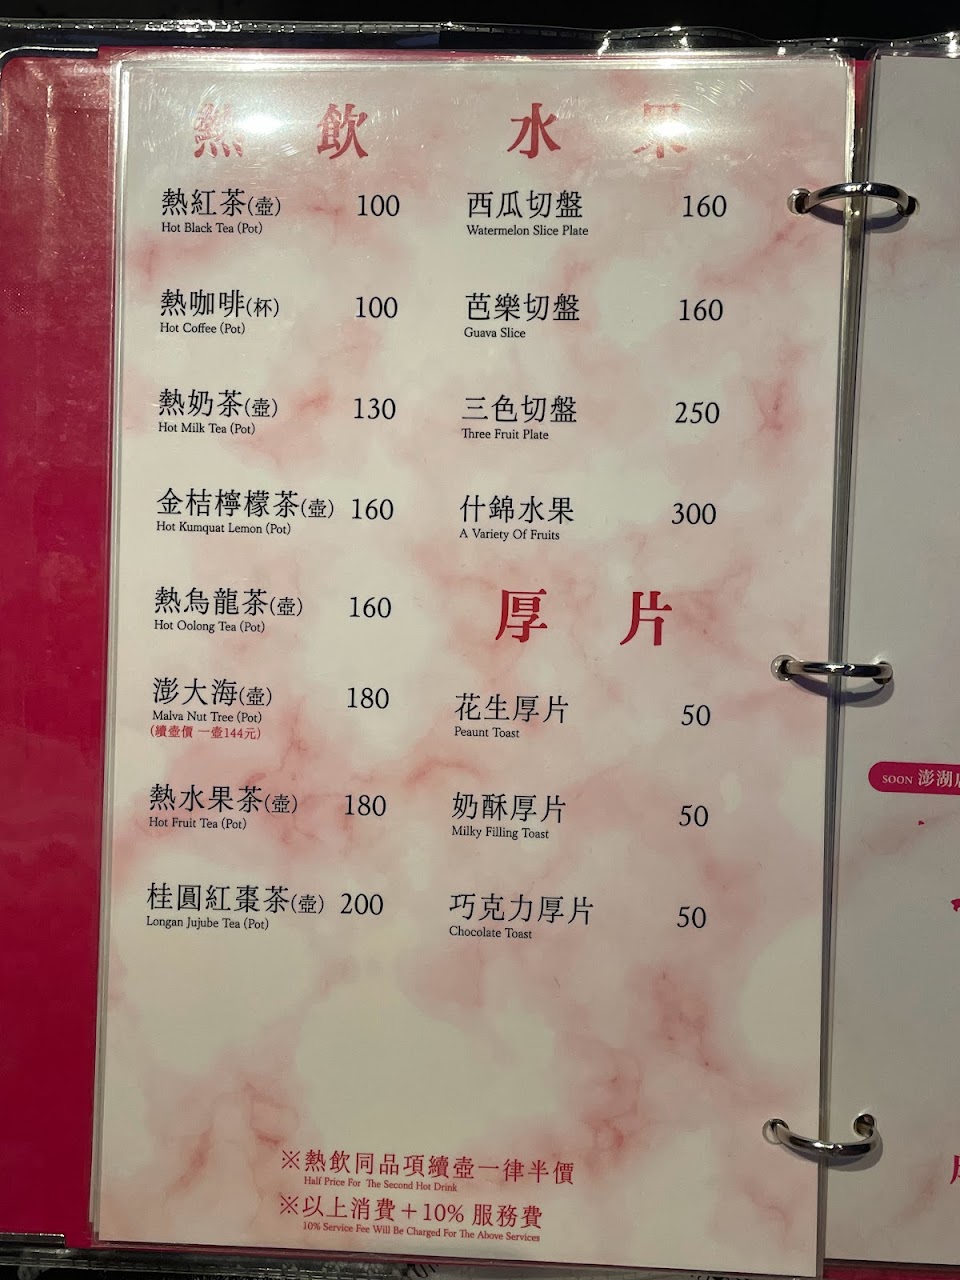 熱飲
熱紅茶(壺) 100
Hot Black Tea (Pot)
熱咖啡(杯) 100
Hot Coffee (Pot)
熱奶茶(壺) 130
Hot Milk Tea (Pot)
金桔檸檬茶(壺) 160
Hot Kumquat Lemon (Pot)
熱烏龍茶(壺) 160
Hot Oolong Tea (Pot)
澎大海(壺) 180
Malva Nut Tree (Pot)
(續壺價 一壺144元)
熱水果茶(壺) 180
Hot Fruit Tea (Pot)
桂圓紅棗茶(壺) 200
Longan Jujube Tea (Pot)
水果
西瓜切盤 160
Watermelon Slice Plate
芭樂切盤 160
Guava Slice
三色切盤 250
Three Fruit Plate
什錦水果 300
A Variety Of Fruits
厚片
花生厚片 50
Peaunt Toast
奶酥厚片 50
Milky Filling Toast
巧克力厚片 50
Chocolate Toast
※熱飲同品項續壺一律半價
Half Price For The Second Hot Drink
※以上消費＋10% 服務費
10% Service Fee Will Be Charged For The Above Services
SOON 澎湖